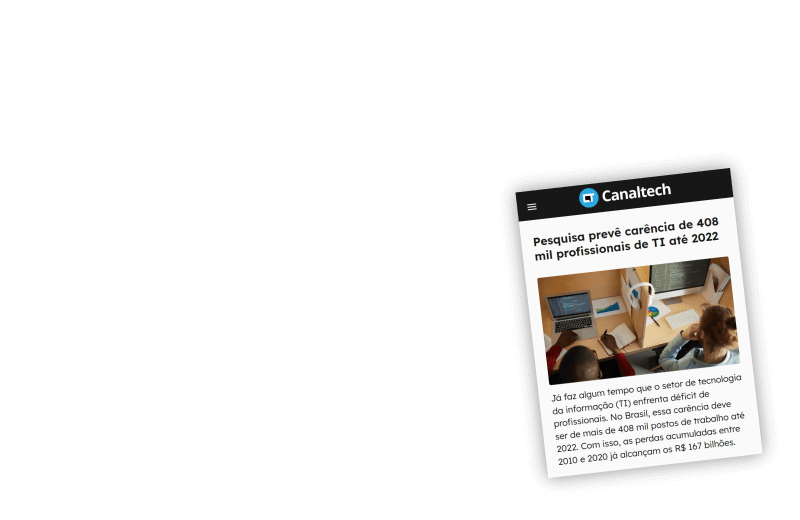 Canaltech
Pesquisa prevê carência de 408
mil profissionais de TI até 2022
Já faz algum tempo que o setor de tecnologia
da informação (TI) enfrenta déficit de
profissionais. No Brasil, essa carência deve
ser de mais de 408 mil postos de trabalho até
2022. Com isso, as perdas acumuladas entre
2010 e 2020 já alcançam os R$ 167 bilhões.